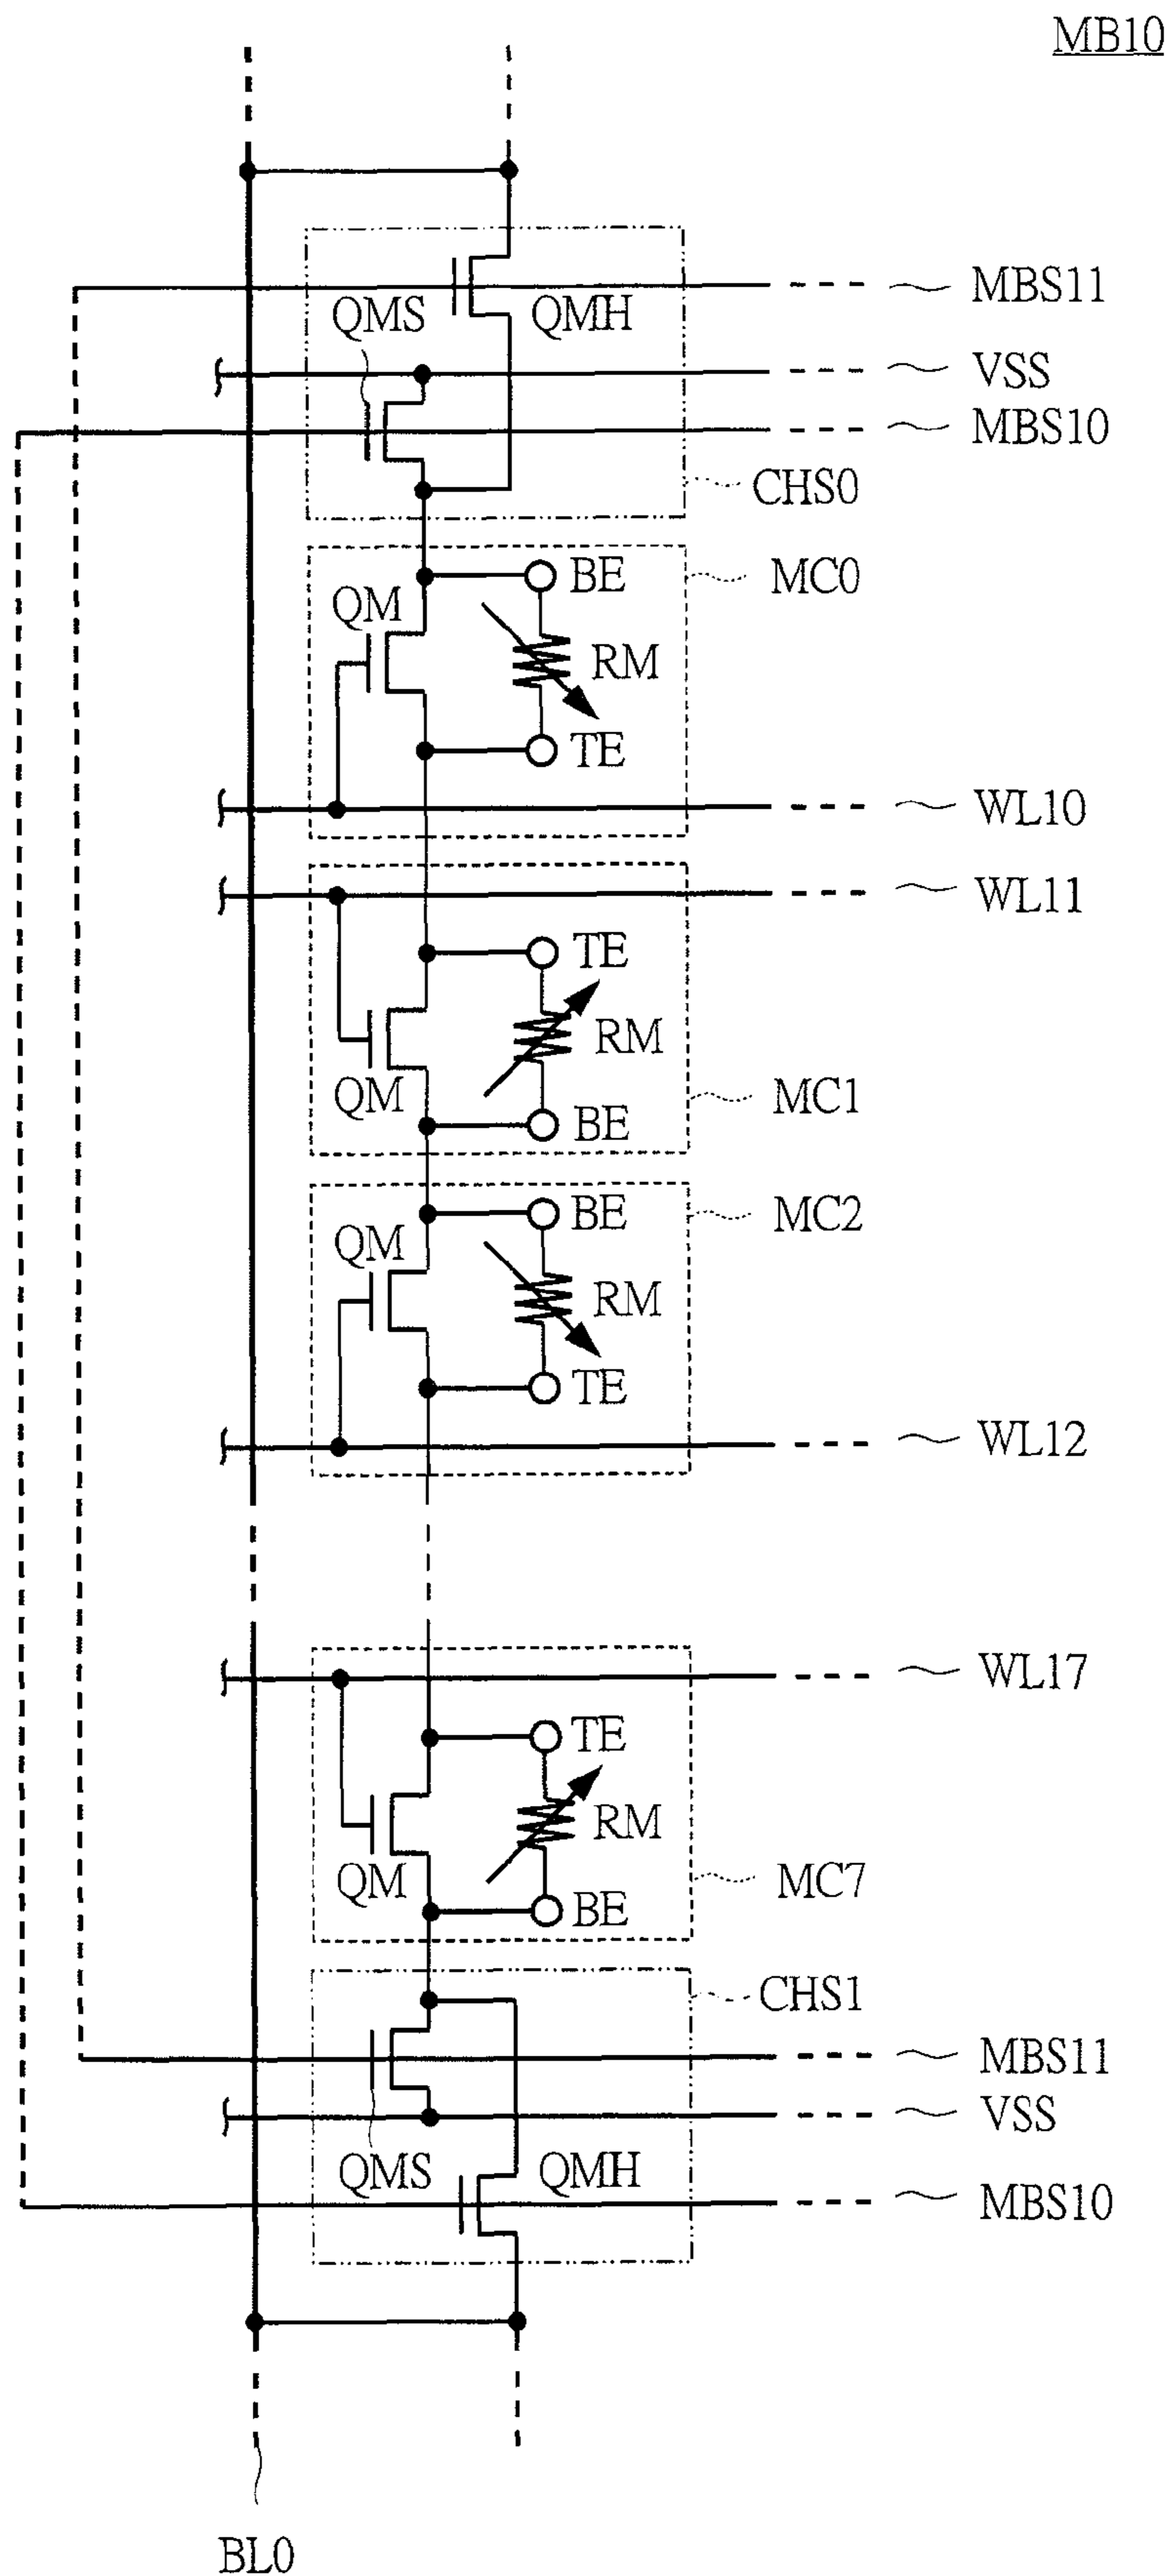 MB10
MBS11
QMS QMH
VSS
MBS10
CHS0
BE MC0
QM
RM
TE
WL10
WL11
TE
RM
QM MC1
BE
BE MC2
QM
RM
TE
WL12
WL17
TE
RM
QM MC7
BE
CHS1
MBS11
VSS
QMS QMH
MBS10
BL0